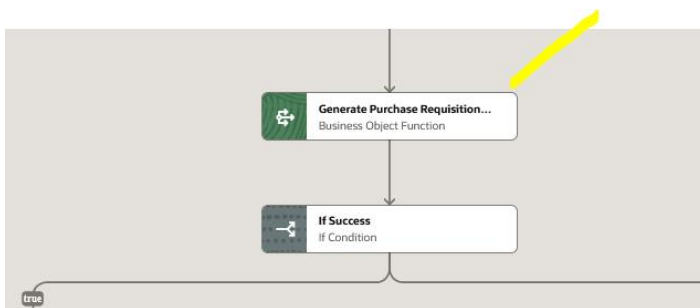 Generate Purchase Requisition...
Business Object Function
If Success
If Condition
true